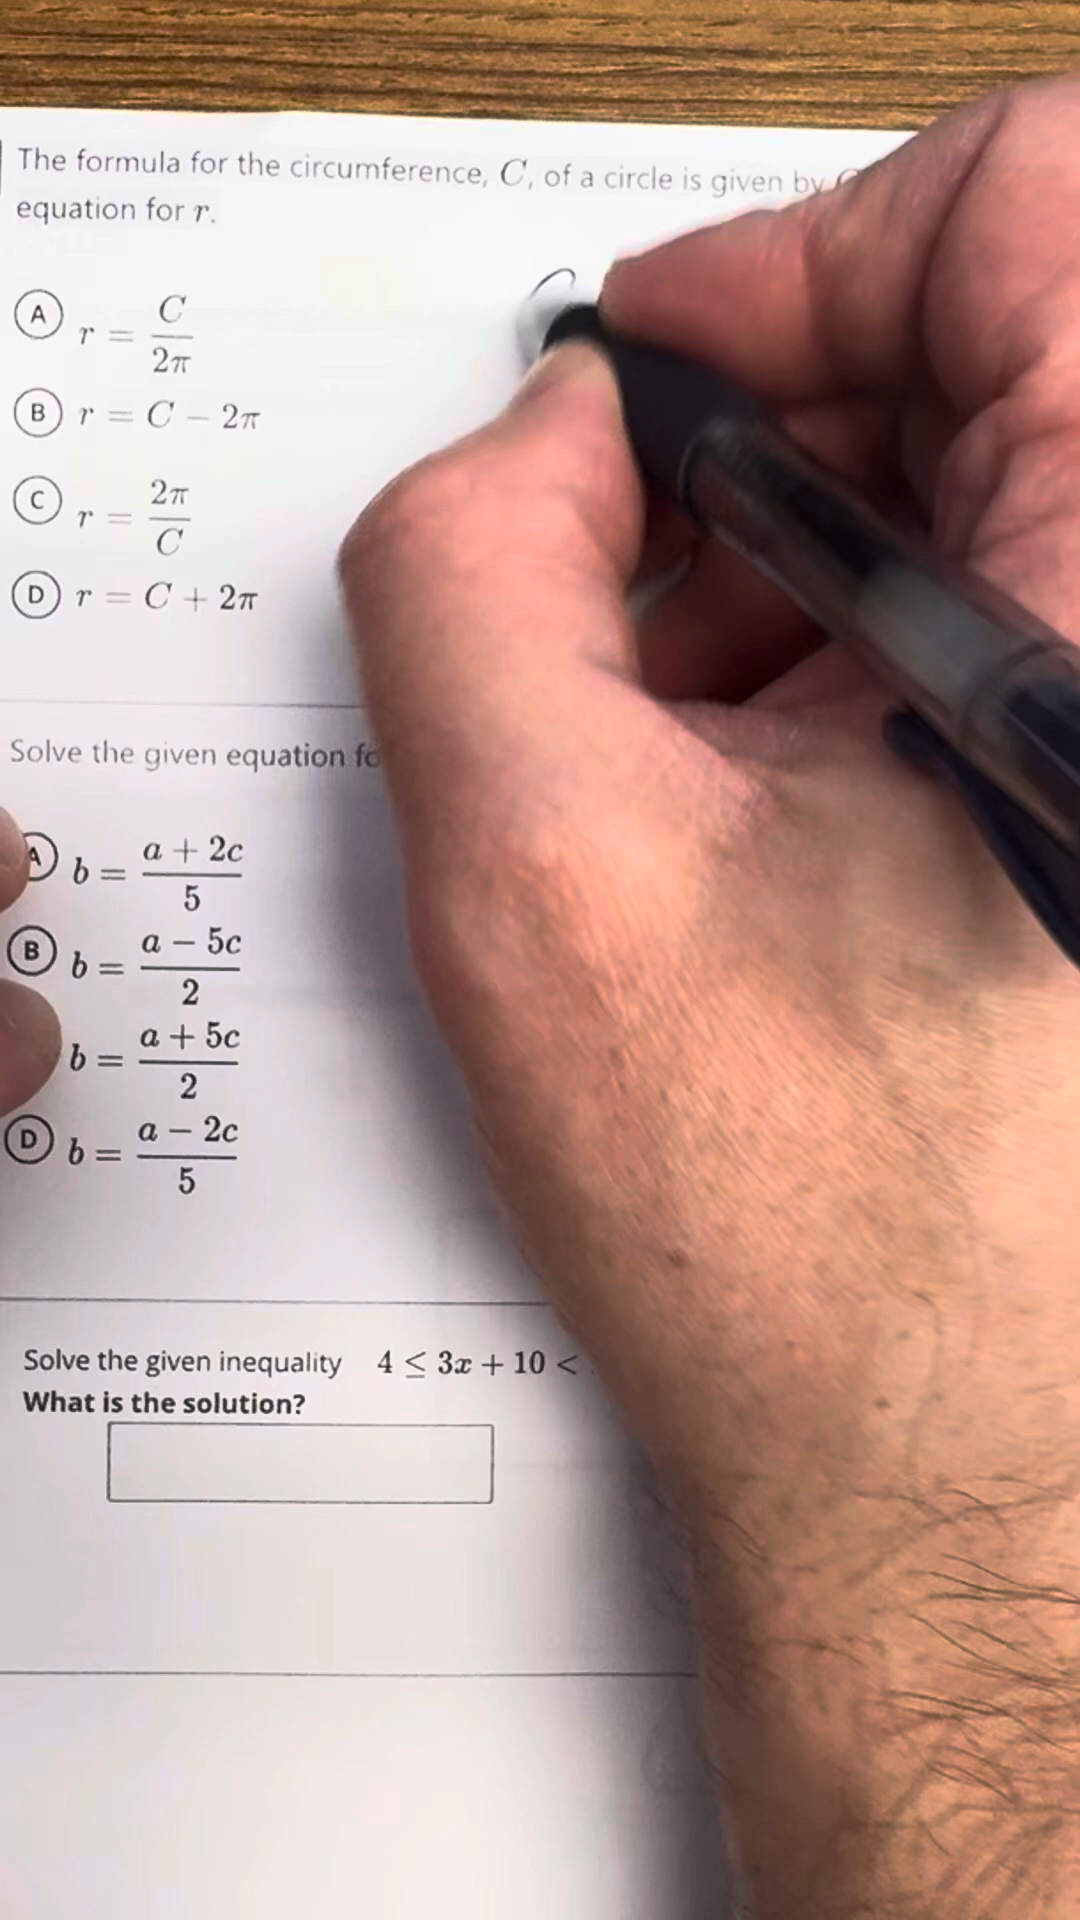 The formula for the circumference, C, of a circle is given by
equation for r.
A r = C / 2π
B r = C − 2π
C r = 2π / C
D r = C + 2π
Solve the given equation
A b = a + 2c / 5
B b = a − 5c / 2
b = a + 5c / 2
D b = a − 2c / 5
Solve the given inequality 4 ≤ 3x + 10 <
What is the solution?